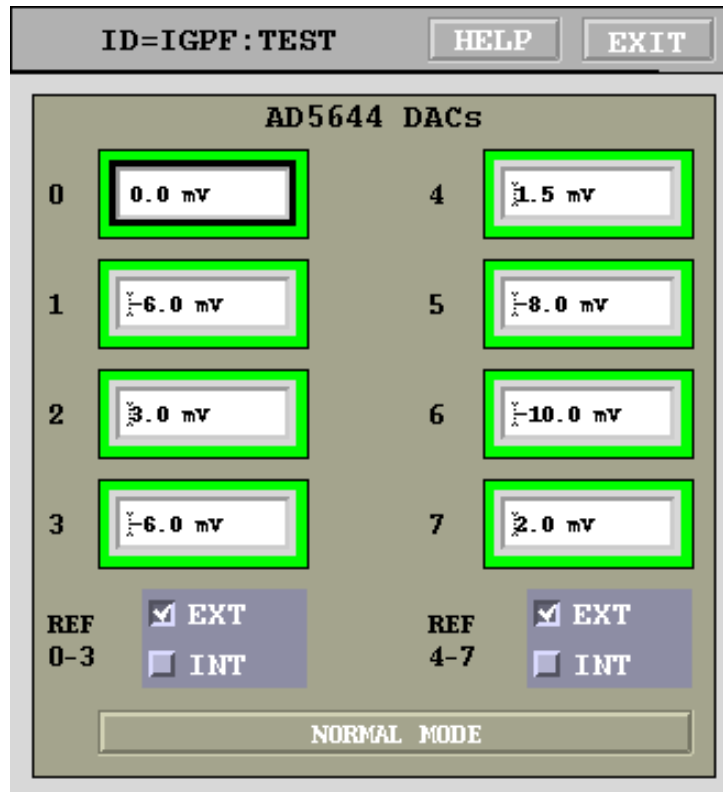 ID=IGPF:TEST HELP EXIT
AD5644 DACs
0 0.0 mV 4 1.5 mV
1 -6.0 mV 5 -8.0 mV
2 3.0 mV 6 -10.0 mV
3 -6.0 mV 7 2.0 mV
REF 0-3 EXT INT REF 4-7 EXT INT
NORMAL MODE